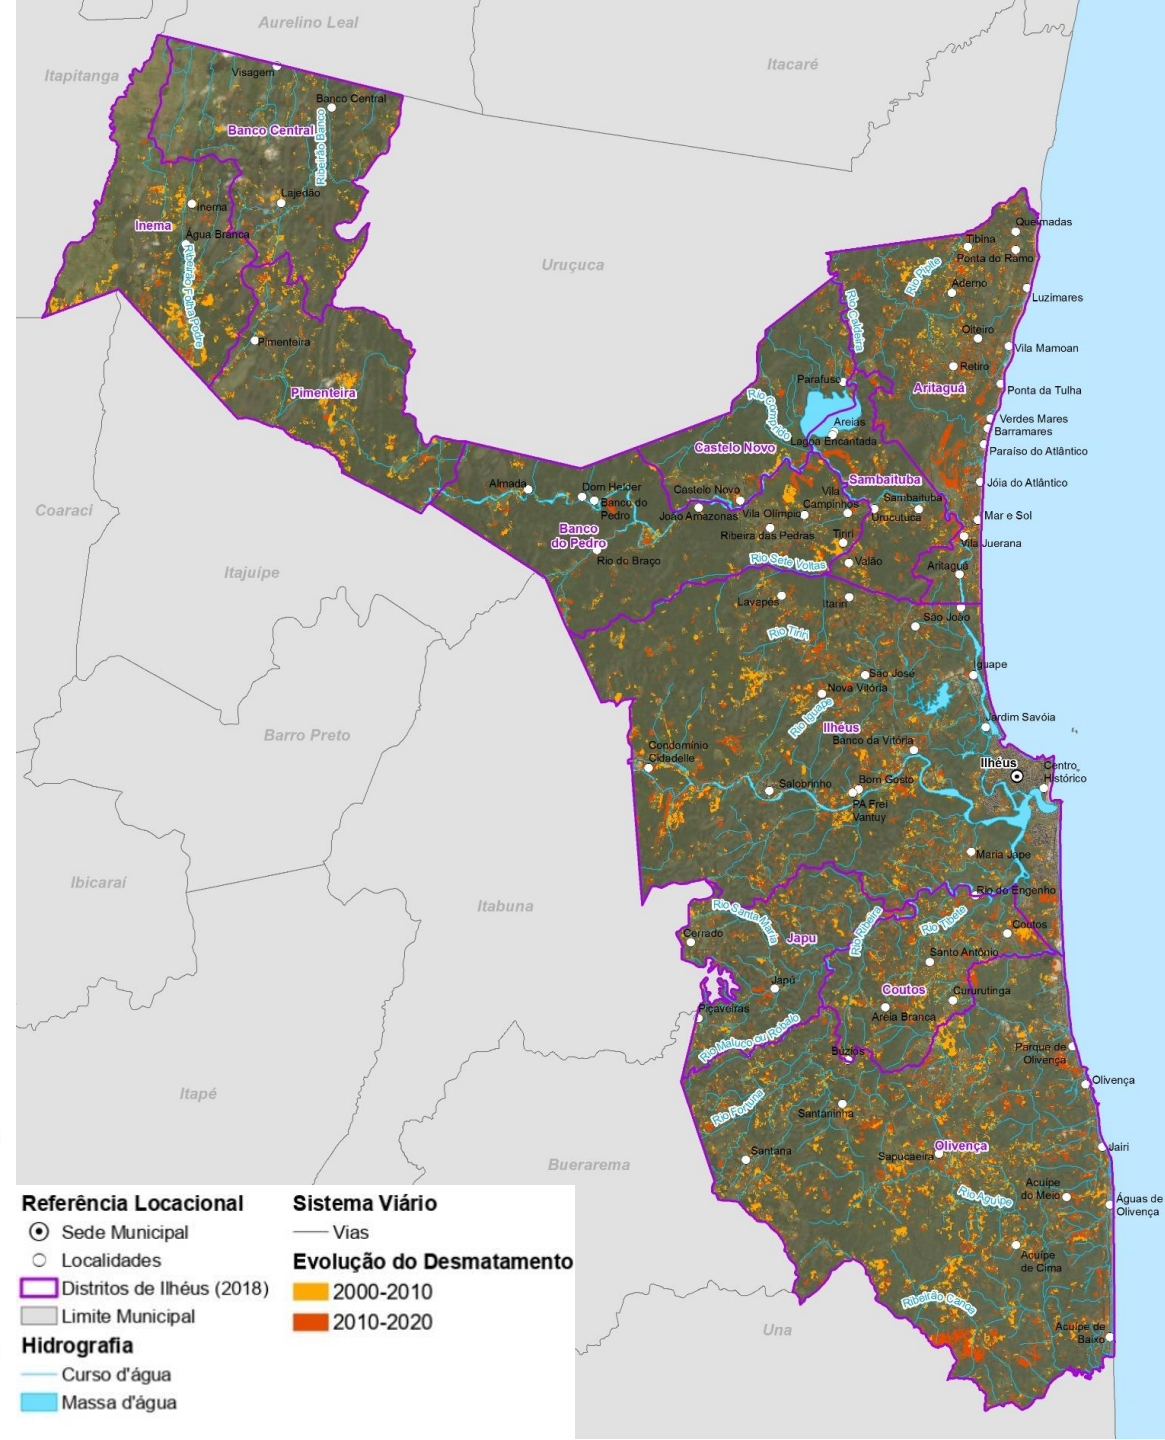 Aurelino Leal
Itapitanga
Itacaré
Visagem
Banco Central
Banco Central
Ribeirão Banco
Lajedão
Inema
Inema
Água Branca
Ribeirão Folha Podre
Uruçuca
Queimadas
Tibina
Ponta do Ramo
Rio Pipite
Aderno
Luzimares
Rio Caldeira
Oiteiro
Vila Mamoan
Pimenteira
Retiro
Pimenteira
Parafuso
Aritaguá
Ponta da Tulha
Rio Comprido
Verdes Mares
Areias
Barramares
Lagoa Encantada
Castelo Novo
Paraíso do Atlântico
Sambaituba
Almada
Dom Helder
Castelo Novo
Vila
Campinhos
Sambaituba
Jóia do Atlântico
Coaraci
Banco do
Pedro
João Amazonas
Vila Olímpio
Urucutuca
Mar e Sol
Banco
do Pedro
Ribeira das Pedras
Tiriri
Vila Juerana
Rio do Braço
Rio Sete Voltas
Valão
Aritaguá
Itajuípe
Lavapés
Itariri
São João
Rio Tiriri
São José
Iguape
Nova Vitória
Rio Iguape
Ilhéus
Jardim Savóia
Barro Preto
Banco da Vitória
Condomínio
Cidadelle
Ilhéus
Centro
Histórico
Salobrinho
Bom Gosto
PA Frei
Vantuy
Maria Jape
Ibicaraí
Itabuna
Rio do Engenho
Rio Santa Maria
Rio Ribeira
Rio Tibete
Coutos
Cerrado
Japu
Santo Antônio
Japú
Coutos
Cururutinga
Piçaveiras
Areia Branca
Rio Maluco ou Robalo
Búzios
Parque de
Olivença
Olivença
Itapé
Rio Fortuna
Santaninha
Buerarema
Santana
Sapucaeira
Olivença
Jairi
Acuípe
do Meio
Rio Aguípe
Águas de
Olivença
Acuípe
de Cima
Ribeirão Canoa
Una
Acuípe de
Baixo
Referência Locacional
Sede Municipal
Localidades
Distritos de Ilhéus (2018)
Limite Municipal
Hidrografia
Curso d'água
Massa d'água
Sistema Viário
Vias
Evolução do Desmatamento
2000-2010
2010-2020